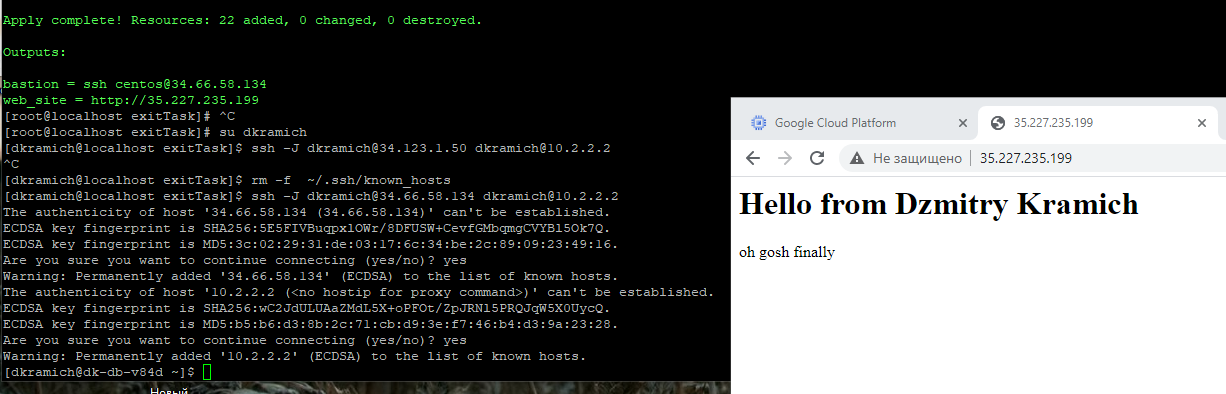 Apply complete! Resources: 22 added, 0 changed, 0 destroyed.
Outputs:
bastion = ssh centos@34.66.58.134
web_site = http://35.227.235.199
[root@localhost exitTask]# ^C
[root@localhost exitTask]# su dkramich
[dkramich@localhost exitTask]$ ssh -J dkramich@34.123.1.50 dkramich@10.2.2.2
^C
[dkramich@localhost exitTask]$ rm -f  ~/.ssh/known_hosts
[dkramich@localhost exitTask]$ ssh -J dkramich@34.66.58.134 dkramich@10.2.2.2
The authenticity of host '34.66.58.134 (34.66.58.134)' can't be established.
ECDSA key fingerprint is SHA256:5E5FIVBuqpxlOWr/8DFUSW+CevfGMbqmgCVYBl5Ok7Q.
ECDSA key fingerprint is MD5:3c:02:29:31:de:03:17:6c:34:be:2c:89:09:23:49:16.
Are you sure you want to continue connecting (yes/no)? yes
Warning: Permanently added '34.66.58.134' (ECDSA) to the list of known hosts.
The authenticity of host '10.2.2.2 (<no hostip for proxy command>)' can't be established.
ECDSA key fingerprint is SHA256:wC2JdULUAaZMdL5X+oPFOt/ZpJRNl5PRQJqW5X0UycQ.
ECDSA key fingerprint is MD5:b5:b6:d3:8b:2c:71:cb:d9:3e:f7:46:b4:d3:9a:23:28.
Are you sure you want to continue connecting (yes/no)? yes
Warning: Permanently added '10.2.2.2' (ECDSA) to the list of known hosts.
[dkramich@dk-db-v84d ~]$
Новый
Google Cloud Platform
35.227.235.199
Не защищено
35.227.235.199
Hello from Dzmitry Kramich
oh gosh finally